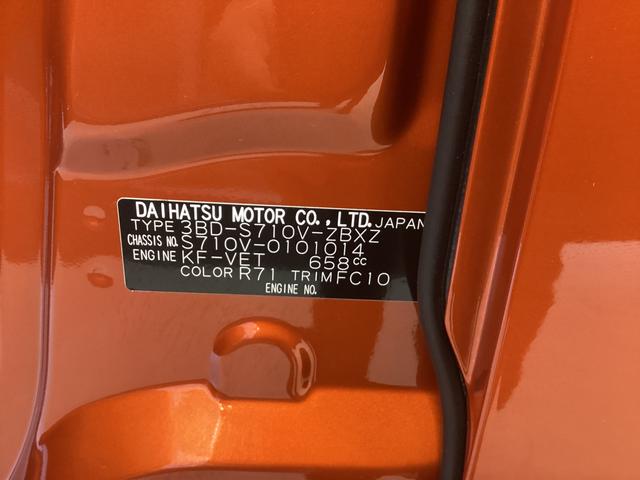 DAIHATSU MOTOR CO., LTD. JAPAN
TYPE 3BD-S710V-ZBXZ
CHASSIS NO. S710V-0101014
ENGINE KF-VET 658cc
COLOR R71 TRIM FC10
ENGINE NO.